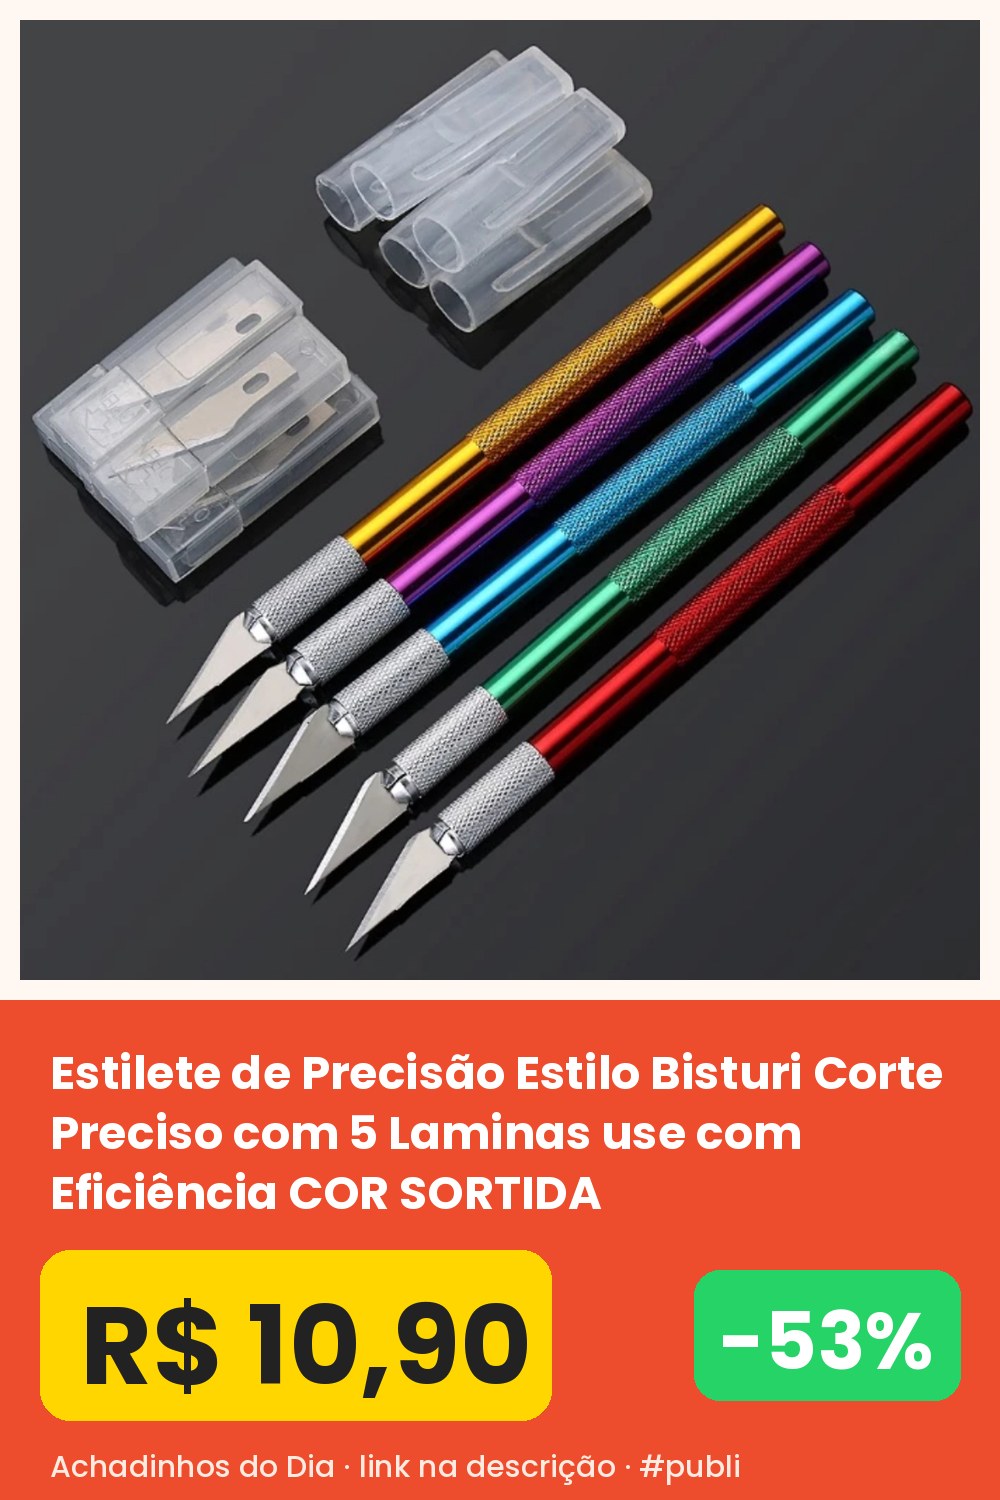 Estilete de Precisão Estilo Bisturi Corte
Preciso com 5 Laminas use com
Eficiência COR SORTIDA
R$ 10,90
-53%
Achadinhos do Dia · link na descrição · #publi